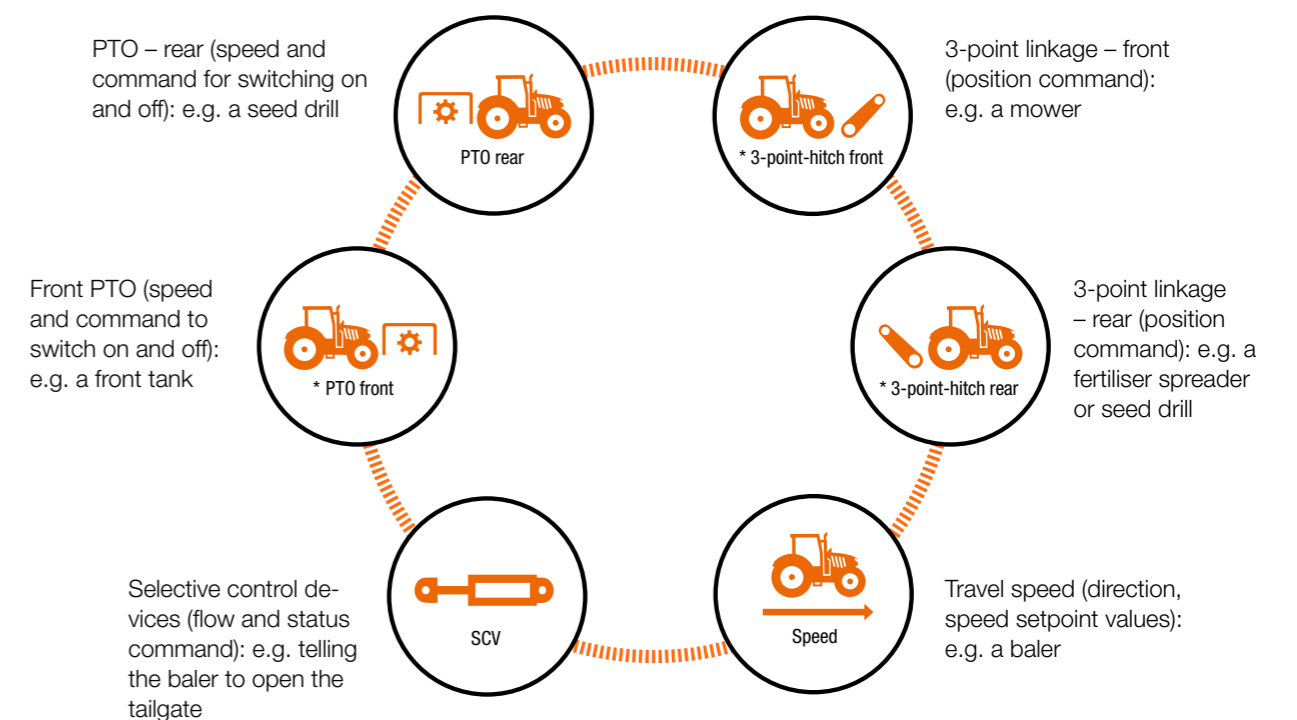 PTO – rear (speed and
command for switching on
and off): e.g. a seed drill
PTO rear
3-point linkage – front
(position command):
e.g. a mower
* 3-point-hitch front
Front PTO (speed
and command to
switch on and off):
e.g. a front tank
* PTO front
3-point linkage
– rear (position
command): e.g. a
fertiliser spreader
or seed drill
* 3-point-hitch rear
Selective control de-
vices (flow and status
command): e.g. telling
the baler to open the
tailgate
SCV
Travel speed (direction,
speed setpoint values):
e.g. a baler
Speed